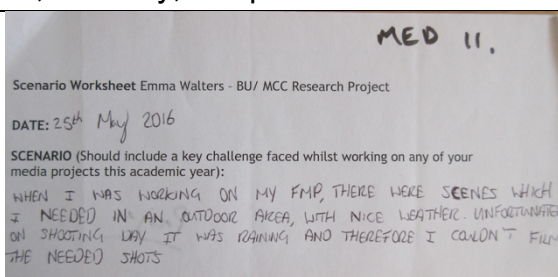 MED 11.
Scenario Worksheet Emma Walters - BU/ MCC Research Project
DATE: 25th May 2016
SCENARIO (Should include a key challenge faced whilst working on any of your
media projects this academic year):
WHEN I WAS WORKING ON MY FMP, THERE WERE SCENES WHICH
I NEEDED IN AN OUTDOOR AREA, WITH NICE WEATHER. UNFORTUNATE
ON SHOOTING DAY IT WAS RAINING AND THEREFORE I COULDN'T FILM
THE NEEDED SHOTS